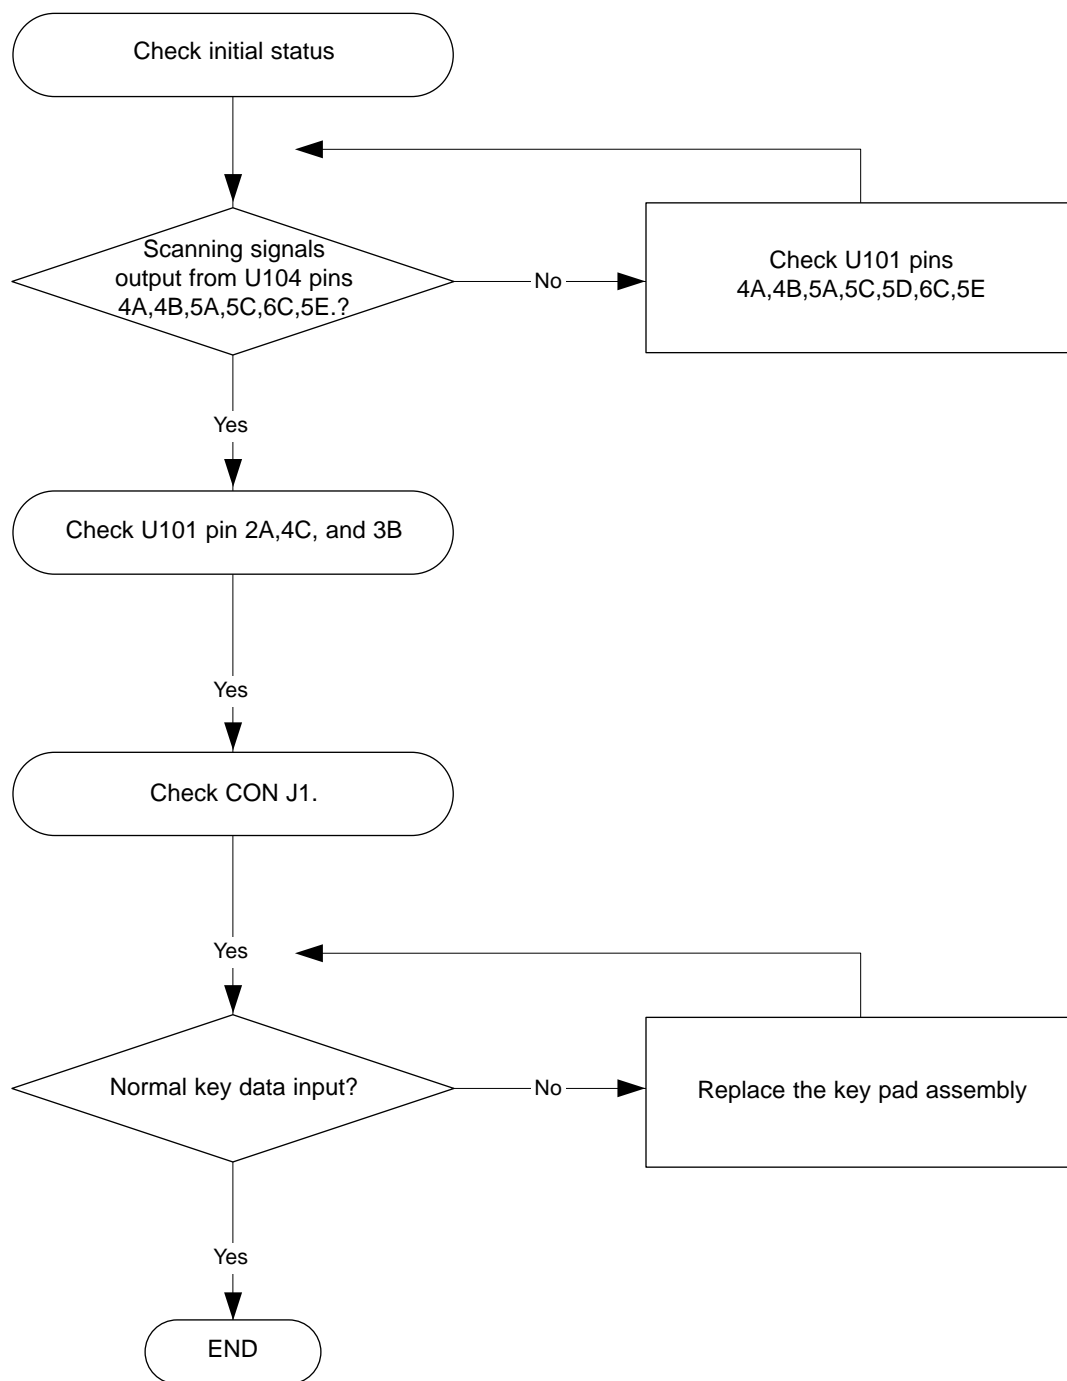 Check initial status
Scanning signals
output from U104 pins
4A,4B,5A,5C,6C,5E.?
No
Check U101 pins
4A,4B,5A,5C,5D,6C,5E
Yes
Check U101 pin 2A,4C, and 3B
Yes
Check CON J1.
Yes
Normal key data input?
No
Replace the key pad assembly
Yes
END